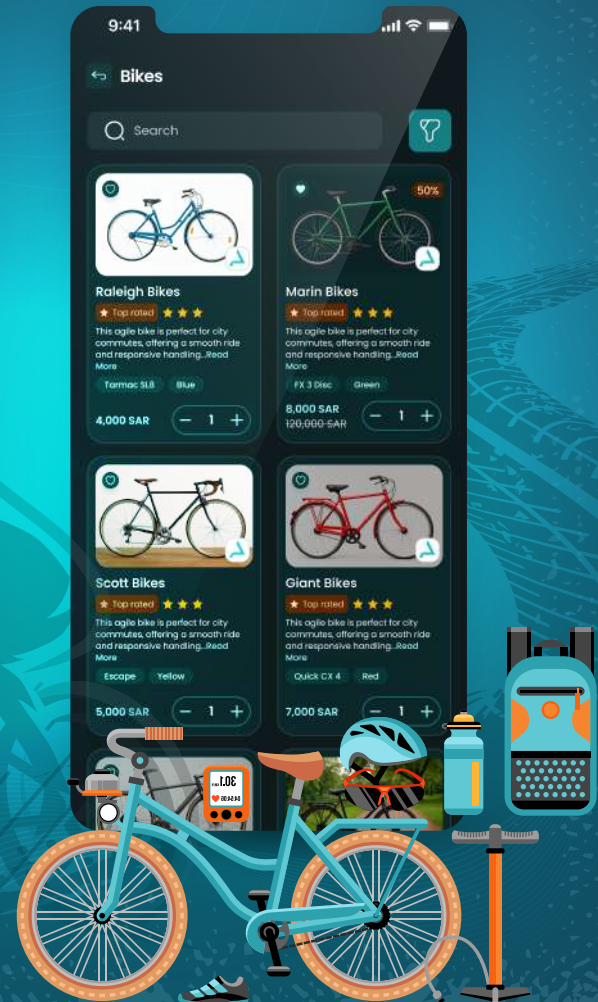 9:41
Bikes
Search
50%
Raleigh Bikes
Top rated
This agile bike is perfect for city
commutes, offering a smooth ride
and responsive handling...Read
More
Tarmac SL8 Blue
4,000 SAR
1
Marin Bikes
Top rated
This agile bike is perfect for city
commutes, offering a smooth ride
and responsive handling...Read
More
FX 3 Disc Green
8,000 SAR
120,000 SAR
1
Scott Bikes
Top rated
This agile bike is perfect for city
commutes, offering a smooth ride
and responsive handling...Read
More
Escape Yellow
5,000 SAR
1
Giant Bikes
Top rated
This agile bike is perfect for city
commutes, offering a smooth ride
and responsive handling...Read
More
Quick CX 4 Red
7,000 SAR
1